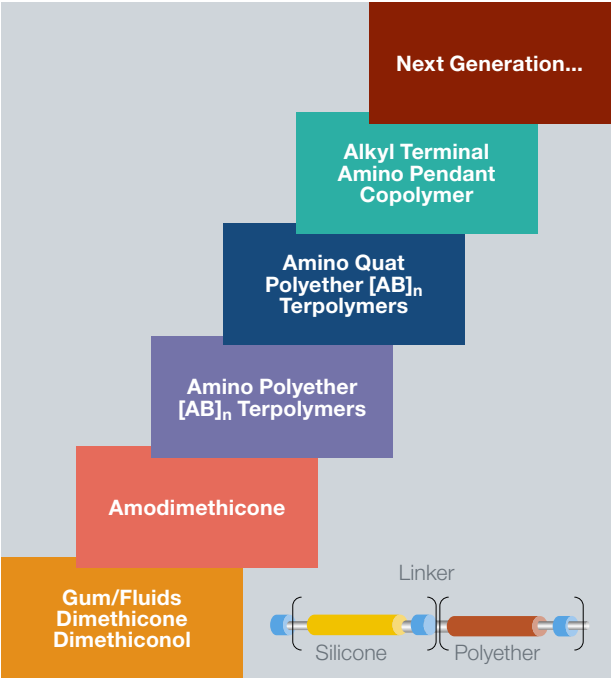 Next Generation...
Alkyl Terminal
Amino Pendant
Copolymer
Amino Quat
Polyether [AB]n
Terpolymers
Amino Polyether
[AB]n Terpolymers
Amodimethicone
Gum/Fluids
Dimethicone
Dimethiconol
Linker
Silicone
Polyether